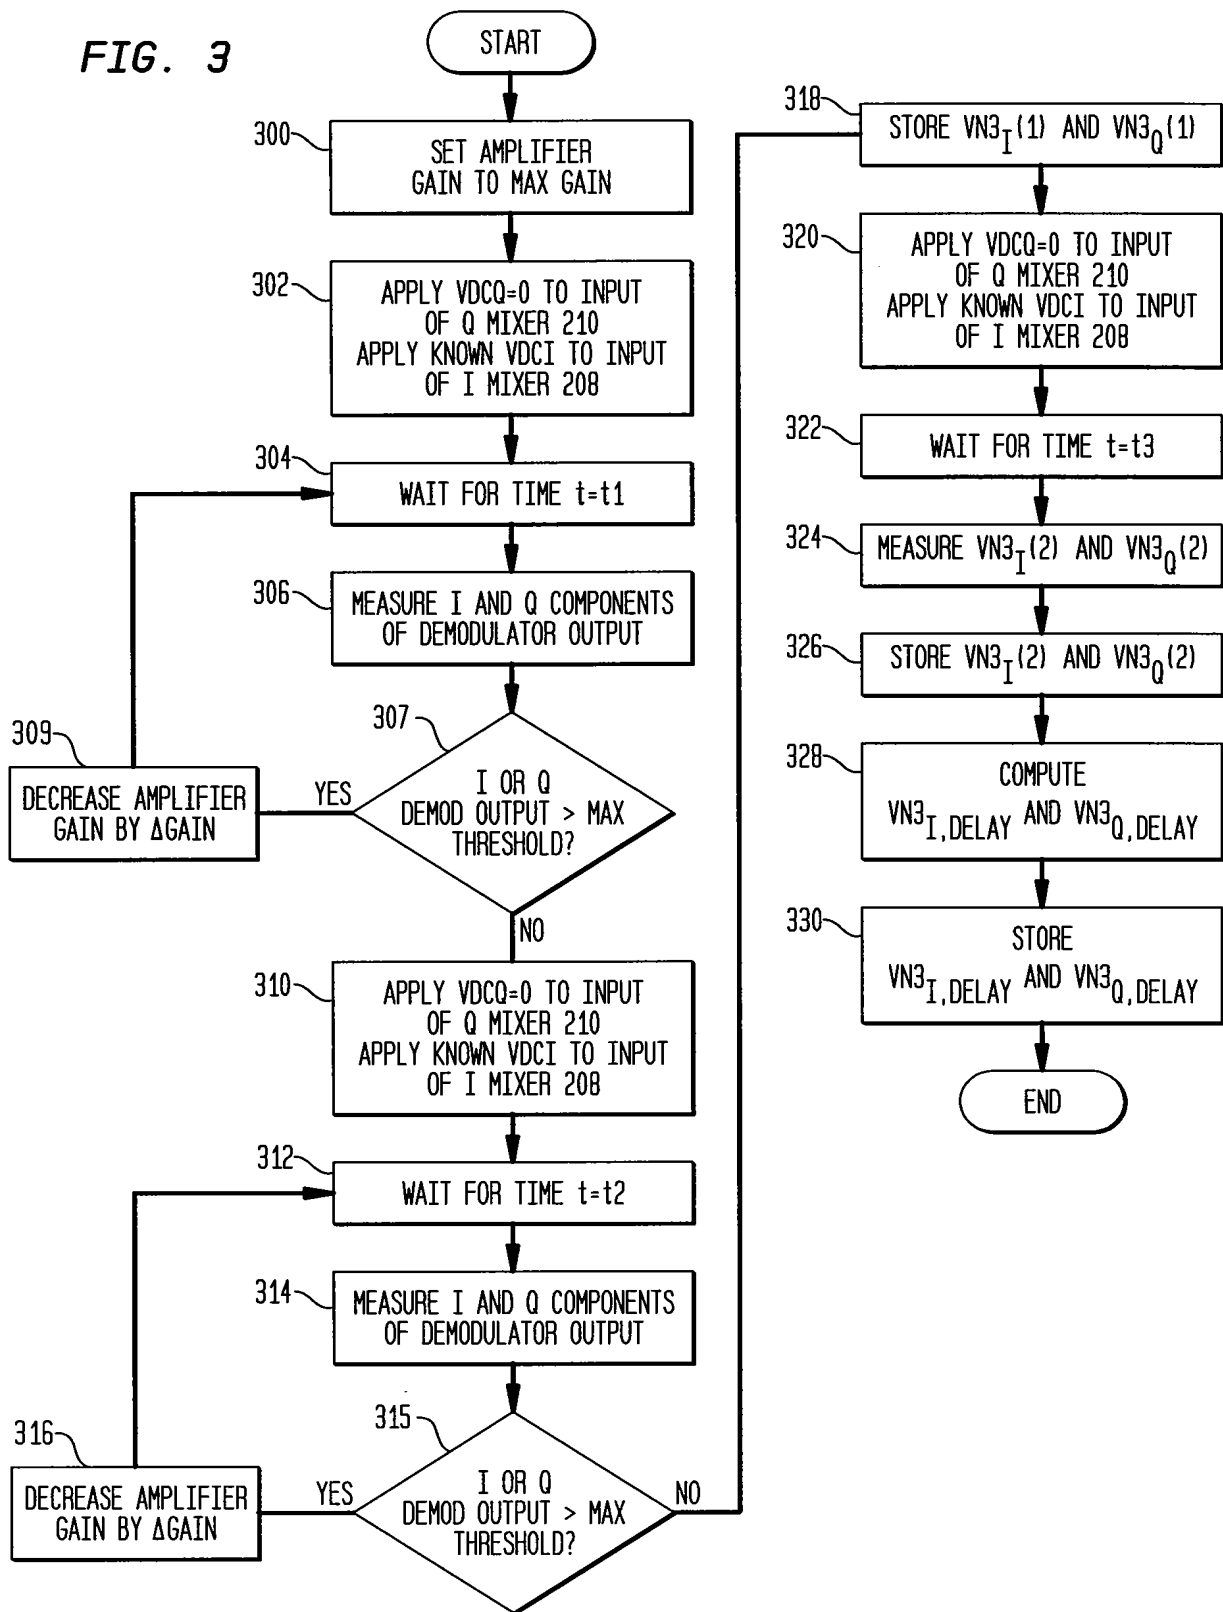 FIG. 3
START
300
SET AMPLIFIER
GAIN TO MAX GAIN
302
APPLY VDCQ=0 TO INPUT
OF Q MIXER 210
APPLY KNOWN VDCI TO INPUT
OF I MIXER 208
304
WAIT FOR TIME t=t1
306
MEASURE I AND Q COMPONENTS
OF DEMODULATOR OUTPUT
307
I OR Q
DEMOD OUTPUT > MAX
THRESHOLD?
YES
309
DECREASE AMPLIFIER
GAIN BY ΔGAIN
NO
310
APPLY VDCQ=0 TO INPUT
OF Q MIXER 210
APPLY KNOWN VDCI TO INPUT
OF I MIXER 208
312
WAIT FOR TIME t=t2
314
MEASURE I AND Q COMPONENTS
OF DEMODULATOR OUTPUT
315
I OR Q
DEMOD OUTPUT > MAX
THRESHOLD?
YES
316
DECREASE AMPLIFIER
GAIN BY ΔGAIN
NO
318
STORE VN3I(1) AND VN3Q(1)
320
APPLY VDCQ=0 TO INPUT
OF Q MIXER 210
APPLY KNOWN VDCI TO INPUT
OF I MIXER 208
322
WAIT FOR TIME t=t3
324
MEASURE VN3I(2) AND VN3Q(2)
326
STORE VN3I(2) AND VN3Q(2)
328
COMPUTE
VN3I,DELAY AND VN3Q,DELAY
330
STORE
VN3I,DELAY AND VN3Q,DELAY
END